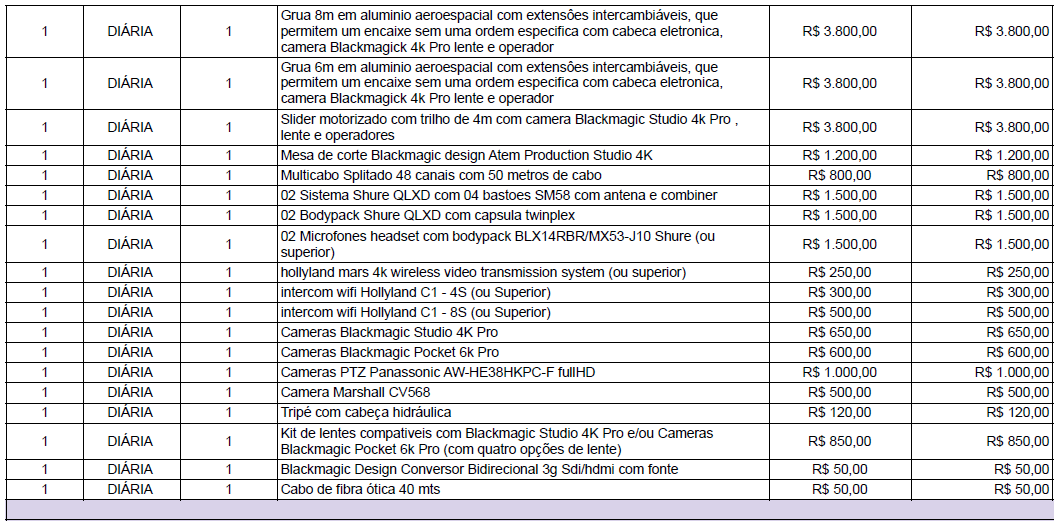 Grua 8m em aluminio aeroespacial com extensôes intercambiáveis, que
1 DIÁRIA 1 permitem um encaixe sem uma ordem especifica com cabeca eletronica, R$ 3.800,00 R$ 3.800,00
camera Blackmagick 4k Pro lente e operador
Grua 6m em aluminio aeroespacial com extensôes intercambiáveis, que
1 DIÁRIA 1 permitem um encaixe sem uma ordem especifica com cabeca eletronica, R$ 3.800,00 R$ 3.800,00
camera Blackmagick 4k Pro lente e operador
1 DIÁRIA 1 Slider motorizado com trilho de 4m com camera Blackmagic Studio 4k Pro , R$ 3.800,00 R$ 3.800,00
lente e operadores
1 DIÁRIA 1 Mesa de corte Blackmagic design Atem Production Studio 4K R$ 1.200,00 R$ 1.200,00
1 DIÁRIA 1 Multicabo Splitado 48 canais com 50 metros de cabo R$ 800,00 R$ 800,00
1 DIÁRIA 1 02 Sistema Shure QLXD com 04 bastoes SM58 com antena e combiner R$ 1.500,00 R$ 1.500,00
1 DIÁRIA 1 02 Bodypack Shure QLXD com capsula twinplex R$ 1.500,00 R$ 1.500,00
1 DIÁRIA 1 02 Microfones headset com bodypack BLX14RBR/MX53-J10 Shure (ou R$ 1.500,00 R$ 1.500,00
superior)
1 DIÁRIA 1 hollyland mars 4k wireless video transmission system (ou superior) R$ 250,00 R$ 250,00
1 DIÁRIA 1 intercom wifi Hollyland C1 - 4S (ou Superior) R$ 300,00 R$ 300,00
1 DIÁRIA 1 intercom wifi Hollyland C1 - 8S (ou Superior) R$ 500,00 R$ 500,00
1 DIÁRIA 1 Cameras Blackmagic Studio 4K Pro R$ 650,00 R$ 650,00
1 DIÁRIA 1 Cameras Blackmagic Pocket 6k Pro R$ 600,00 R$ 600,00
1 DIÁRIA 1 Cameras PTZ Panassonic AW-HE38HKPC-F fullHD R$ 1.000,00 R$ 1.000,00
1 DIÁRIA 1 Camera Marshall CV568 R$ 500,00 R$ 500,00
1 DIÁRIA 1 Tripé com cabeça hidráulica R$ 120,00 R$ 120,00
1 DIÁRIA 1 Kit de lentes compativeis com Blackmagic Studio 4K Pro e/ou Cameras R$ 850,00 R$ 850,00
Blackmagic Pocket 6k Pro (com quatro opções de lente)
1 DIÁRIA 1 Blackmagic Design Conversor Bidirecional 3g Sdi/hdmi com fonte R$ 50,00 R$ 50,00
1 DIÁRIA 1 Cabo de fibra ótica 40 mts R$ 50,00 R$ 50,00